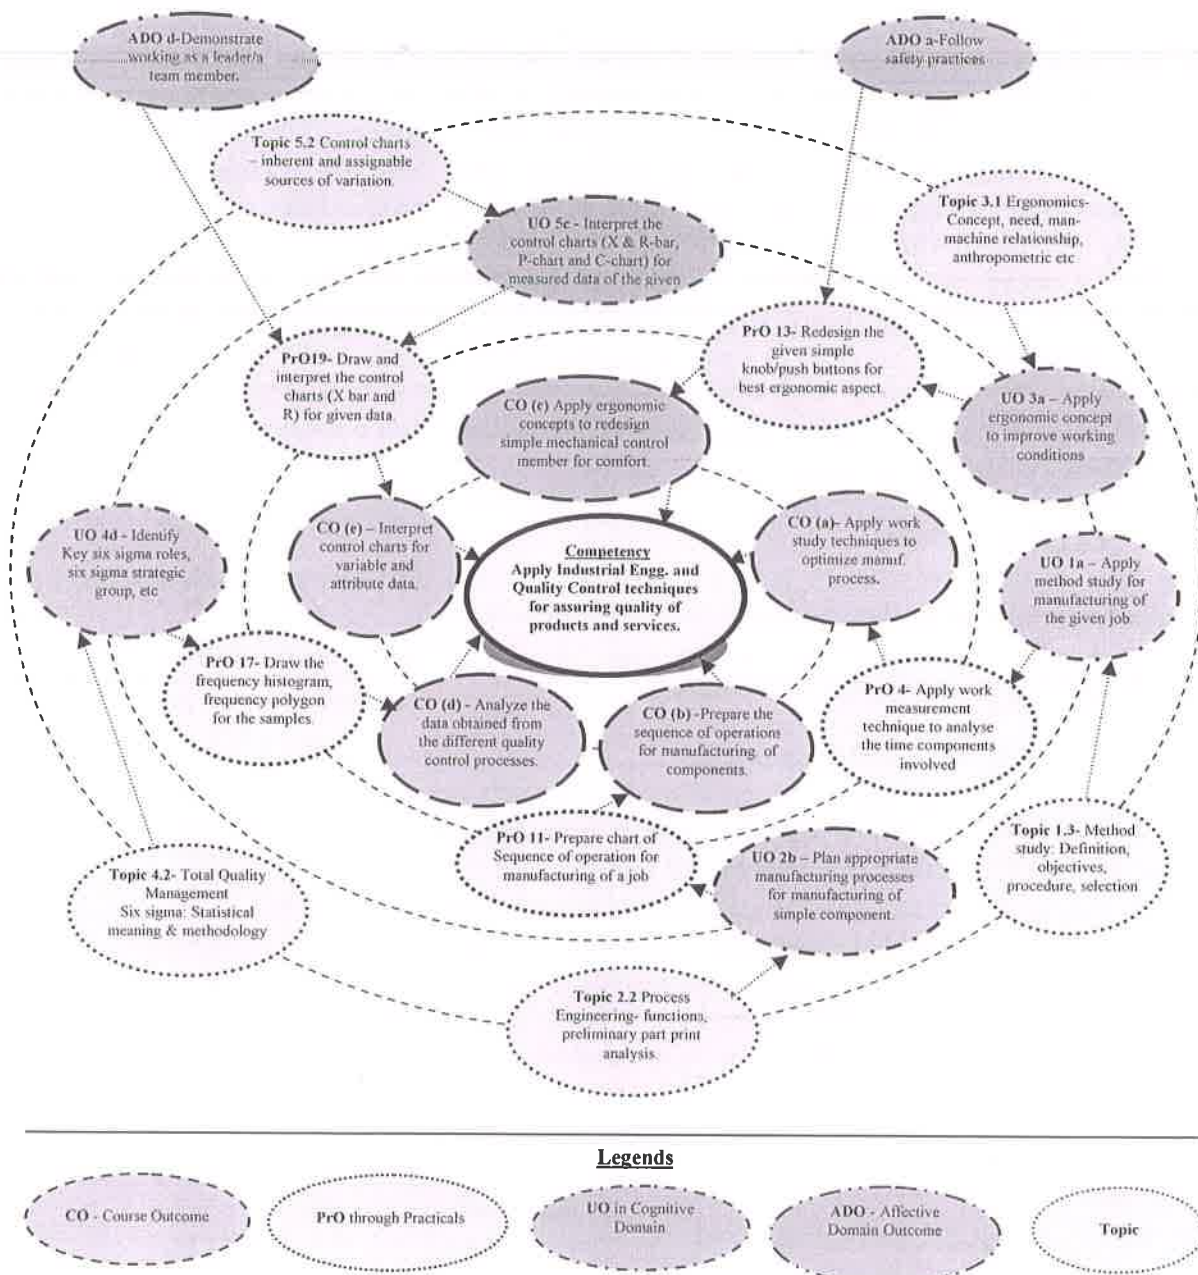 ADO d-Demonstrate
working as a leader/a
team member.
ADO a-Follow
safety practices
Topic 5.2 Control charts
– inherent and assignable
sources of variation.
Topic 3.1 Ergonomics-
Concept, need, man-
machine relationship,
anthropometric etc
UO 5c - Interpret the
control charts (X & R-bar,
P-chart and C-chart) for
measured data of the given
PrO19- Draw and
interpret the control
charts (X bar and
R) for given data.
PrO 13- Redesign the
given simple
knob/push buttons for
best ergonomic aspect.
CO (c) Apply ergonomic
concepts to redesign
simple mechanical control
member for comfort.
UO 3a – Apply
ergonomic concept
to improve working
conditions
UO 4d - Identify
Key six sigma roles,
six sigma strategic
group, etc
CO (e) – Interpret
control charts for
variable and
attribute data.
Competency
Apply Industrial Engg. and
Quality Control techniques
for assuring quality of
products and services.
CO (a)- Apply work
study techniques to
optimize manuf.
process.
UO 1a – Apply
method study for
manufacturing of
the given job.
PrO 17- Draw the
frequency histogram,
frequency polygon
for the samples.
CO (d) - Analyze the
data obtained from
the different quality
control processes.
CO (b) -Prepare the
sequence of operations
for manufacturing. of
components.
PrO 4- Apply work
measurement
technique to analyse
the time components
involved
PrO 11- Prepare chart of
Sequence of operation for
manufacturing of a job
UO 2b – Plan appropriate
manufacturing processes
for manufacturing of
simple component.
Topic 1.3- Method
study: Definition,
objectives,
procedure, selection
Topic 4.2- Total Quality
Management
Six sigma: Statistical
meaning & methodology
Topic 2.2 Process
Engineering- functions,
preliminary part print
analysis.
Legends
CO - Course Outcome
PrO through Practicals
UO in Cognitive
Domain
ADO - Affective
Domain Outcome
Topic